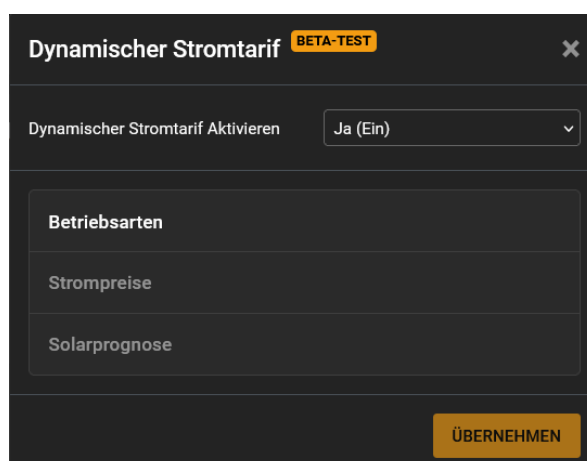 Dynamischer Stromtarif BETA-TEST
Dynamischer Stromtarif Aktivieren Ja (Ein)
Betriebsarten
Strompreise
Solarprognose
ÜBERNEHMEN